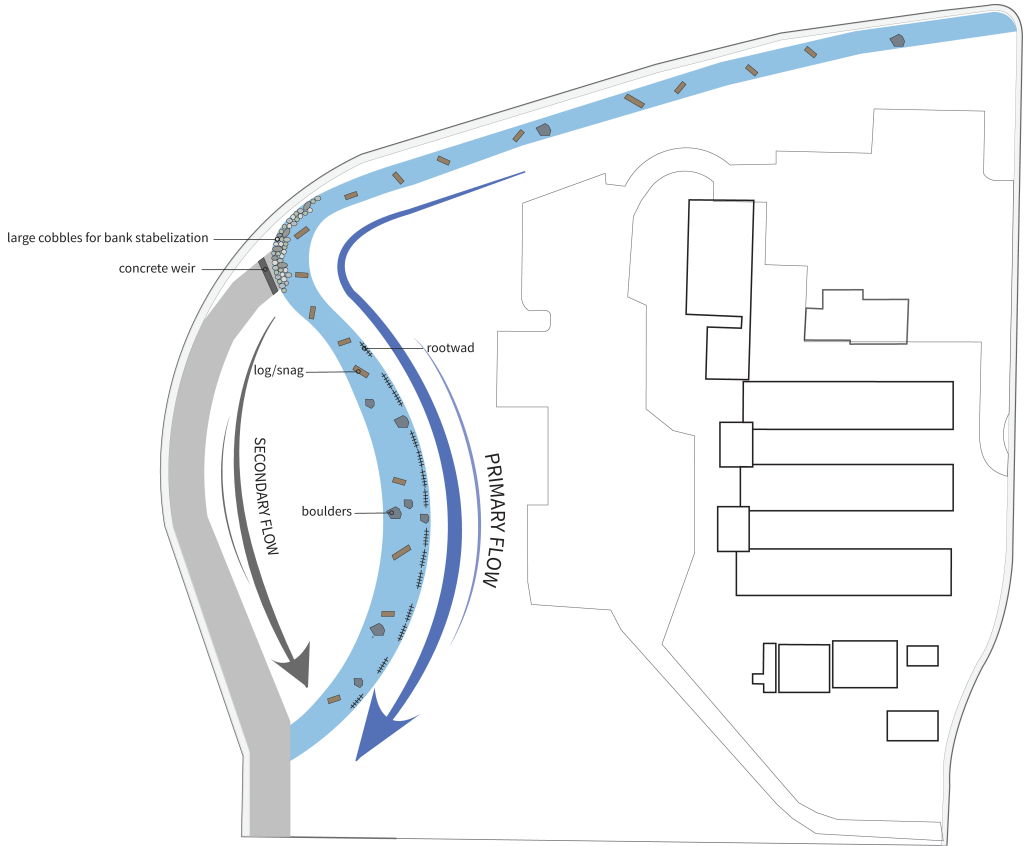 large cobbles for bank stabelization
concrete weir
rootwad
log/snag
SECONDARY FLOW
PRIMARY FLOW
boulders